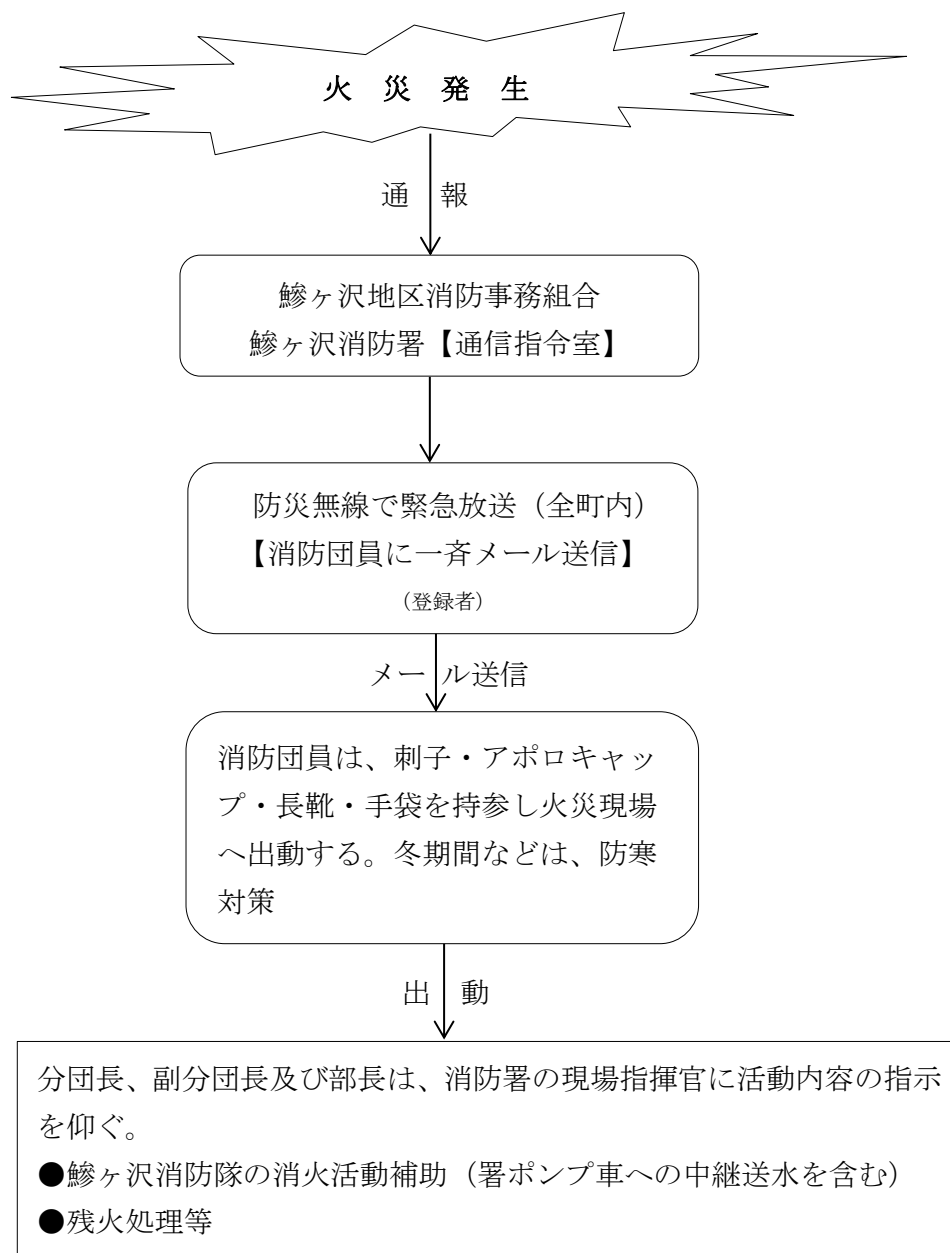 火 災 発 生
通 報
鰺ヶ沢地区消防事務組合
鰺ヶ沢消防署【通信指令室】
防災無線で緊急放送（全町内）
【消防団員に一斉メール送信】
（登録者）
メール送信
消防団員は、刺子・アポロキャッ
プ・長靴・手袋を持参し火災現場
へ出動する。冬期間などは、防寒
対策
出 動
分団長、副分団長及び部長は、消防署の現場指揮官に活動内容の指示
を仰ぐ。
●鰺ヶ沢消防隊の消火活動補助（署ポンプ車への中継送水を含む）
●残火処理等